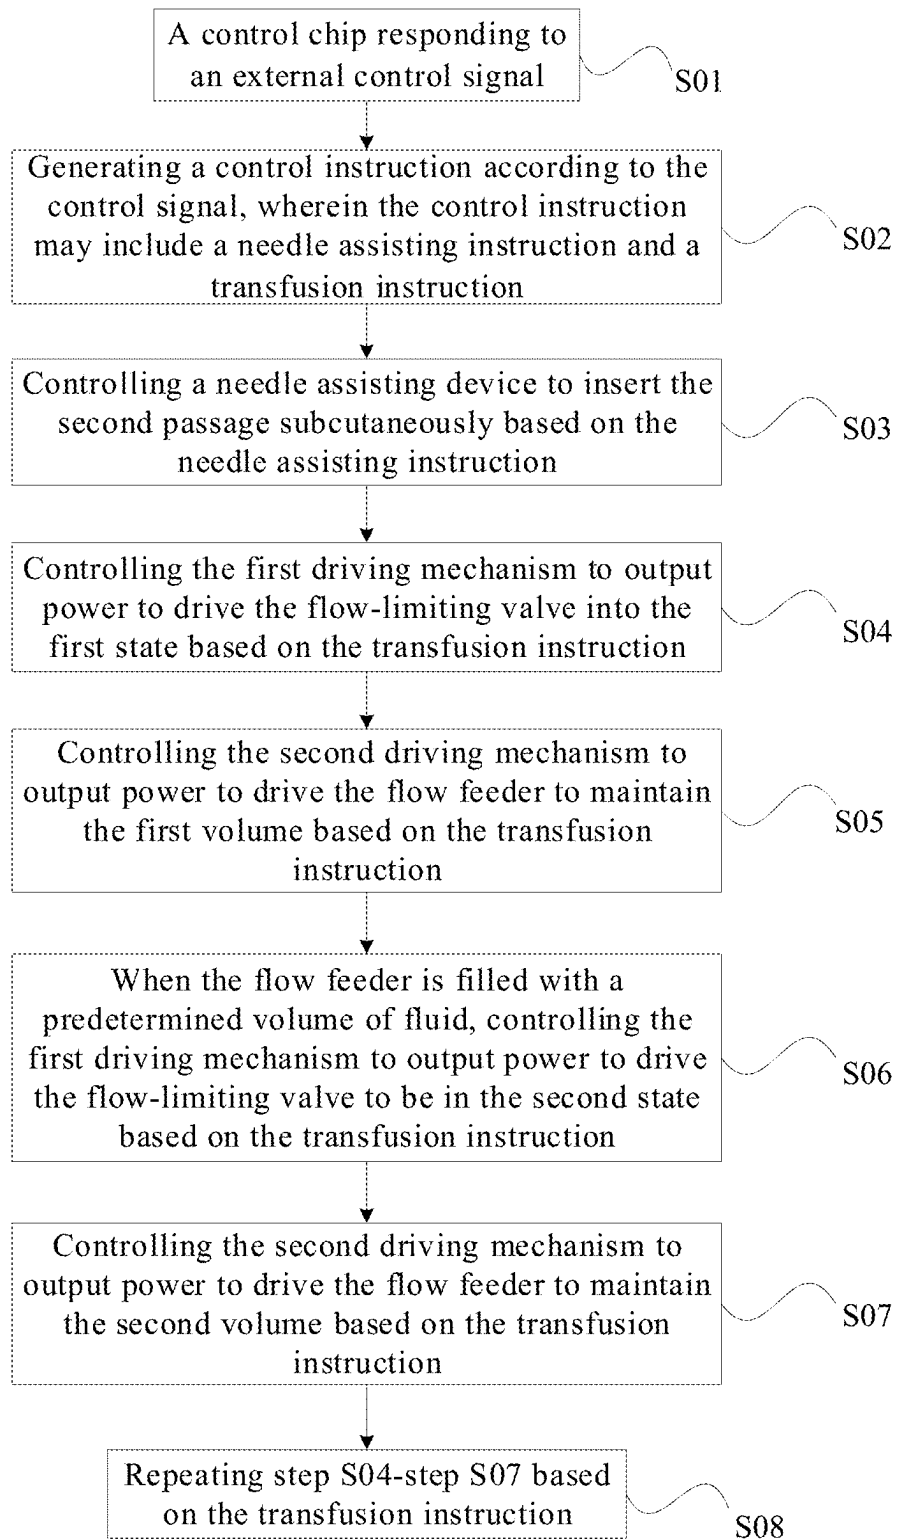 A control chip responding to
an external control signal
S01
Generating a control instruction according to the
control signal, wherein the control instruction
may include a needle assisting instruction and a
transfusion instruction
S02
Controlling a needle assisting device to insert the
second passage subcutaneously based on the
needle assisting instruction
S03
Controlling the first driving mechanism to output
power to drive the flow-limiting valve into the
first state based on the transfusion instruction
S04
Controlling the second driving mechanism to
output power to drive the flow feeder to maintain
the first volume based on the transfusion
instruction
S05
When the flow feeder is filled with a
predetermined volume of fluid, controlling the
first driving mechanism to output power to drive
the flow-limiting valve to be in the second state
based on the transfusion instruction
S06
Controlling the second driving mechanism to
output power to drive the flow feeder to maintain
the second volume based on the transfusion
instruction
S07
Repeating step S04-step S07 based
on the transfusion instruction
S08